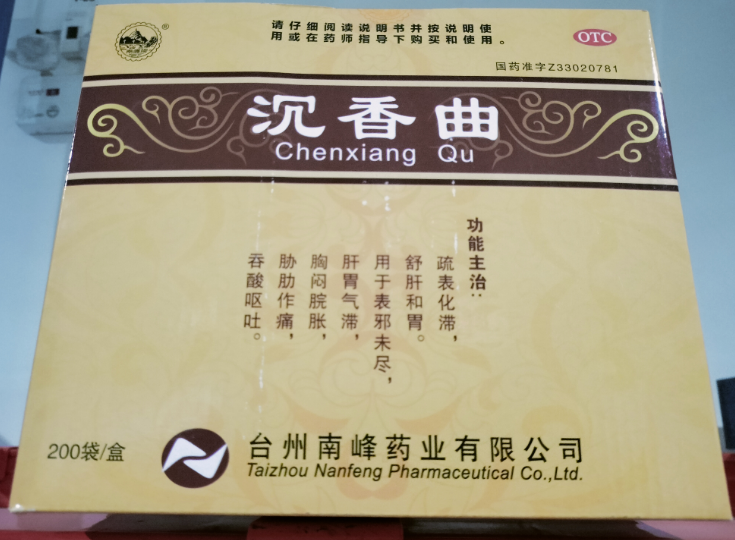 请仔细阅读说明书并按说明使
用或在药师指导下购买和使用。
OTC
国药准字Z33020781
沉香曲
Chenxiang Qu
功能主治:
疏表化滞，
舒肝和胃。
用于表邪未尽，
肝胃气滞，
胸闷脘胀，
胁肋作痛，
吞酸呕吐。
200袋/盒
台州南峰药业有限公司
Taizhou Nanfeng Pharmaceutical Co.,Ltd.